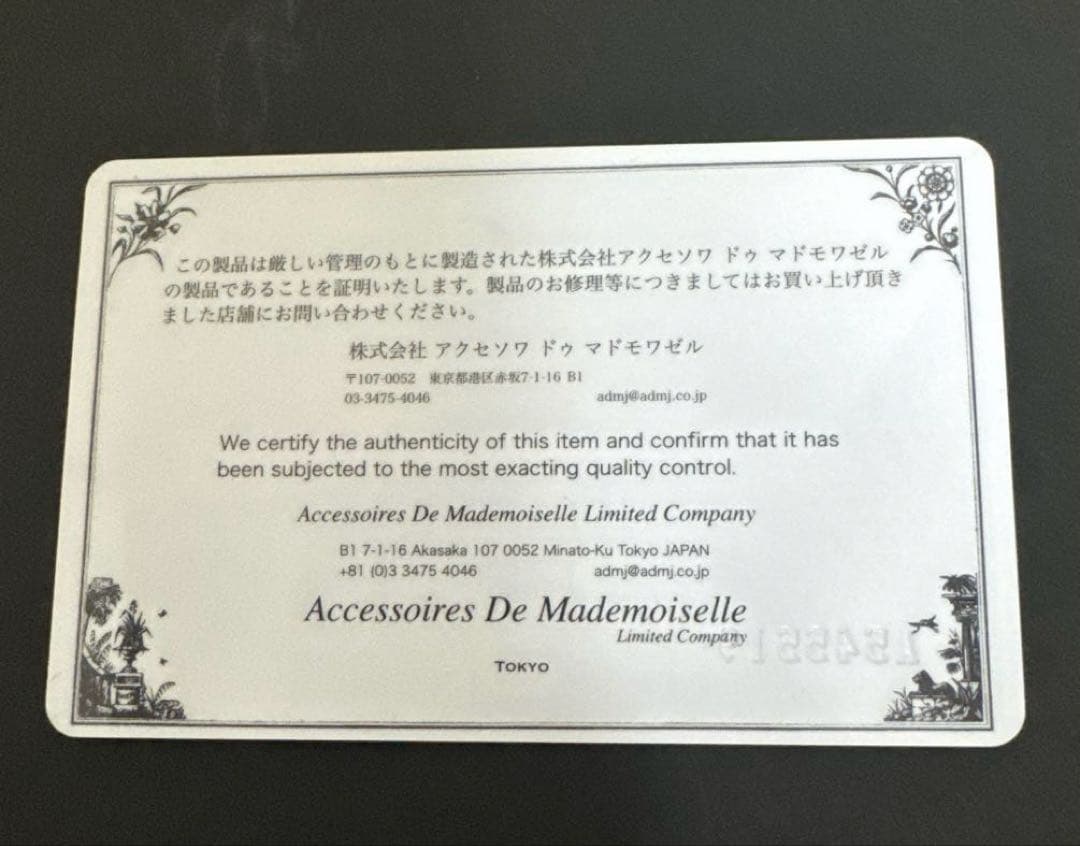 この製品は厳しい管理のもとに製造された株式会社アクセソワ ドゥ マドモワゼル
の製品であることを証明いたします。製品のお修理等につきましてはお買い上げ頂き
ました店舗にお問い合わせください。
株式会社 アクセソワ ドゥ マドモワゼル
〒107-0052 東京都港区赤坂7-1-16 B1
03-3475-4046 admj@admj.co.jp
We certify the authenticity of this item and confirm that it has
been subjected to the most exacting quality control.
Accessoires De Mademoiselle Limited Company
B1 7-1-16 Akasaka 107 0052 Minato-Ku Tokyo JAPAN
+81 (0)3 3475 4046 admj@admj.co.jp
Accessoires De Mademoiselle
Limited Company
TOKYO